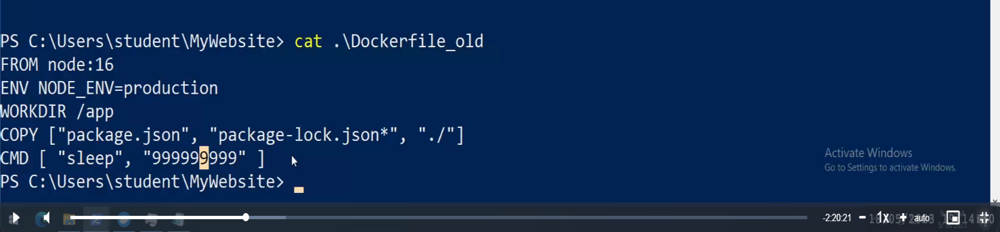 PS C:\Users\student\MyWebsite> cat .\Dockerfile_old
FROM node:16
ENV NODE_ENV=production
WORKDIR /app
COPY ["package.json", "package-lock.json*", "./"]
CMD [ "sleep", "999999999" ]
PS C:\Users\student\MyWebsite>
Activate Windows
Go to Settings to activate Windows.
-2:20:21 1x auto